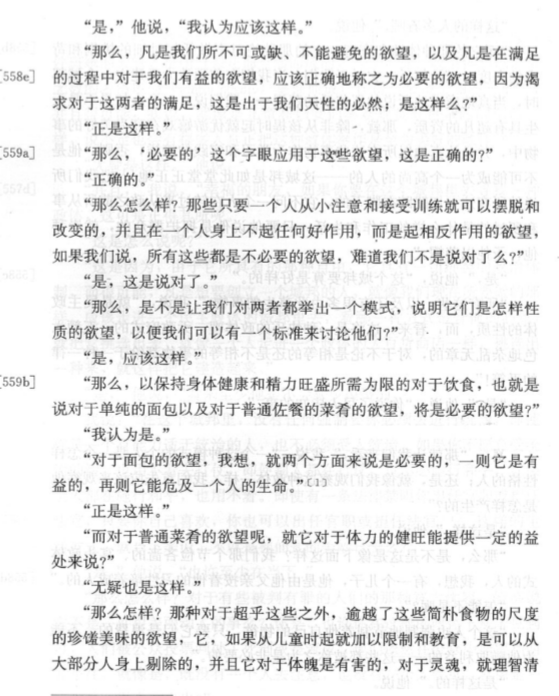 “是，”他说，“我认为应该这样。”
“那么，凡是我们所不可或缺、不能避免的欲望，以及凡是在满足
[558e] 的过程中对于我们有益的欲望，应该正确地称之为必要的欲望，因为渴
求对于这两者的满足，这是出于我们天性的必然，是这样么？”
“正是这样。”
[559a] “那么，‘必要的’这个字眼应用于这些欲望，这是正确的？”
“正确的。”
“那么怎么样？那些只要一个人从小注意和接受训练就可以摆脱和
改变的，并且在一个人身上不起任何好作用，而是起相反作用的欲望，
如果我们说，所有这些都是不必要的欲望，难道我们不是说对了么？”
“是，这是说对了。”
“那么，是不是让我们对两者都举出一个模式，说明它们是怎样性
质的欲望，以便我们可以有一个标准来讨论他们？”
“是，应该这样。”
[559b] “那么，以保持身体健康和精力旺盛所需为限的对于饮食，也就是
说对于单纯的面包以及对于普通佐餐的菜肴的欲望，将是必要的欲望？”
“我认为是。”
“对于面包的欲望，我想，就两个方面来说是必要的，一则它是有
益的，再则它能危及一个人的生命。”[1]
“正是这样。”
“而对于普通菜肴的欲望呢，就它对于体力的健旺能提供一定的益
处来说？”
“无疑也是这样。”
“那么怎样？那种对于超乎这些之外，逾越了这些简朴食物的尺度
的珍馐美味的欲望，它，如果从儿童时起就加以限制和教育，是可以从
大部分人身上剔除的，并且它对于体魄是有害的，对于灵魂，就理智清